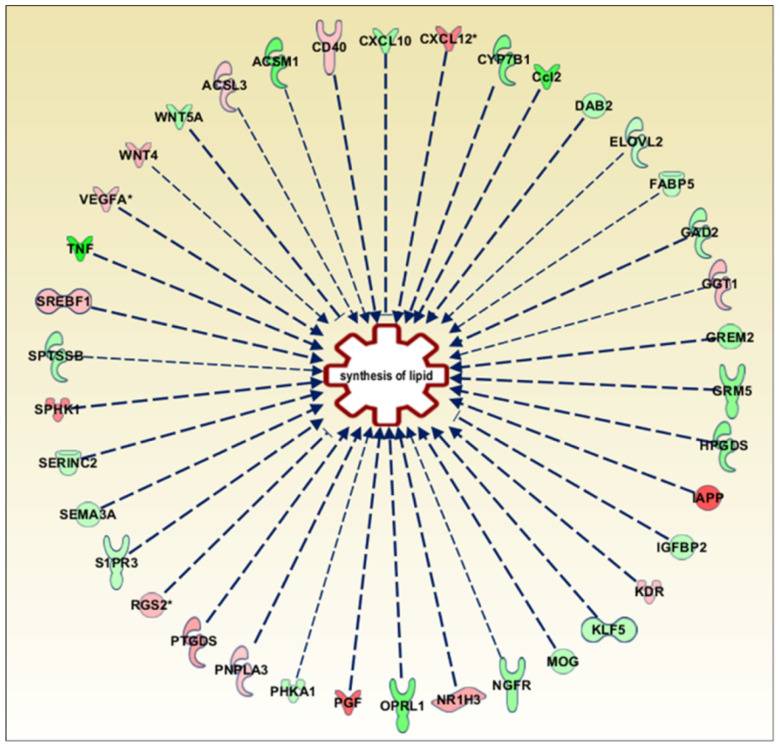 CD40
CXCL10
CXCL12*
ACSM1
CYP7B1
ACSL3
Ccl2
WNT5A
DAB2
WNT4
ELOVL2
VEGFA*
FABP5
TNF
GAD2
SREBF1
GGT1
SPTSSB
GREM2
synthesis of lipid
SPHK1
GRM5
SERINC2
HPGDS
SEMA3A
IAPP
S1PR3
IGFBP2
RGS2*
KDR
PTGDS
KLF5
PNPLA3
MOG
PHKA1
NGFR
PGF
OPRL1
NR1H3